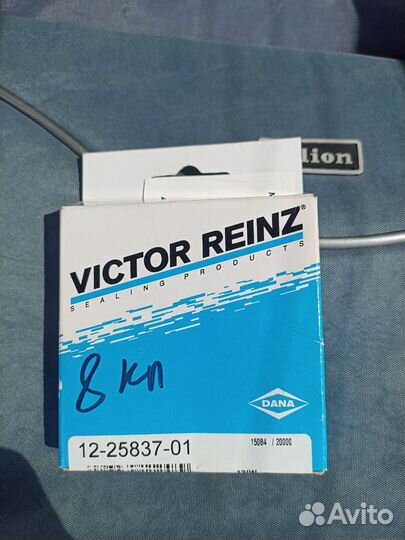 lion
VICTOR REINZ®
SEALING PRODUCTS
8 кп
DANA
12-25837-01
15084 / 20000
Avito